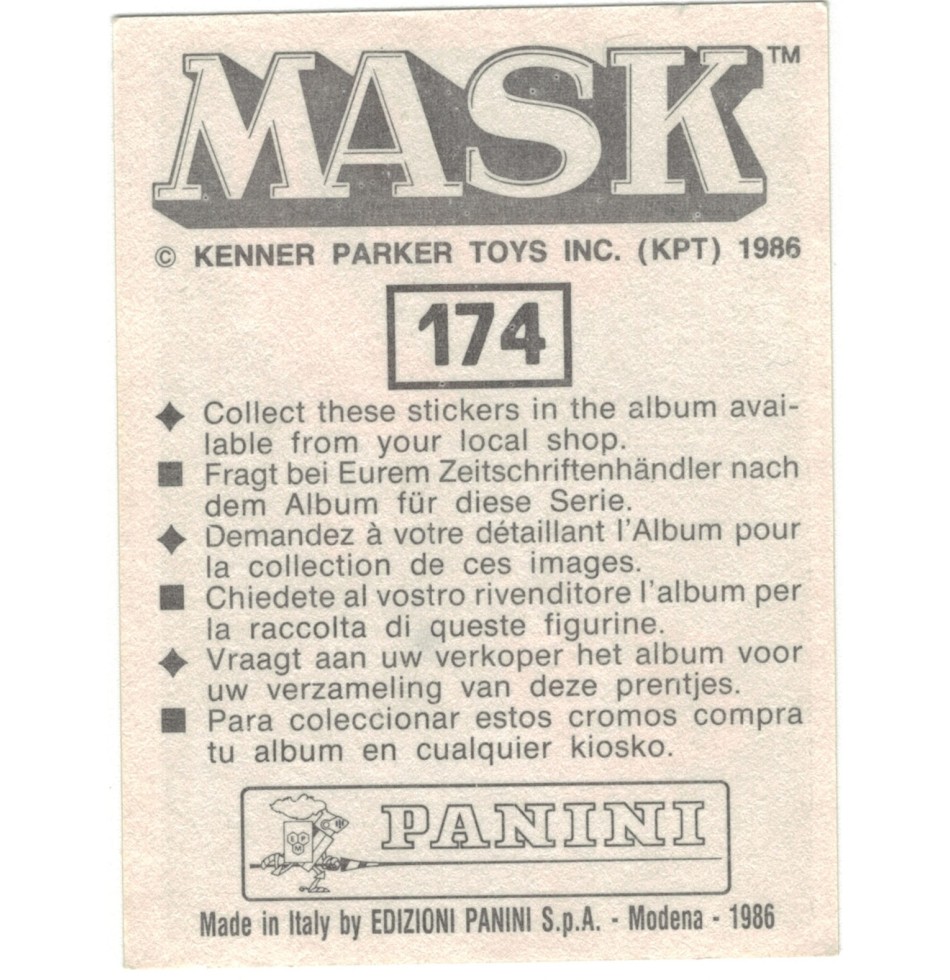 MASK™
© KENNER PARKER TOYS INC. (KPT) 1986
174
Collect these stickers in the album avai-
lable from your local shop.
Fragt bei Eurem Zeitschriftenhändler nach
dem Album für diese Serie.
Demandez à votre détaillant l'Album pour
la collection de ces images.
Chiedete al vostro rivenditore l'album per
la raccolta di queste figurine.
Vraagt aan uw verkoper het album voor
uw verzameling van deze prentjes.
Para coleccionar estos cromos compra
tu album en cualquier kiosko.
EPM
PANINI
Made in Italy by EDIZIONI PANINI S.p.A. - Modena - 1986